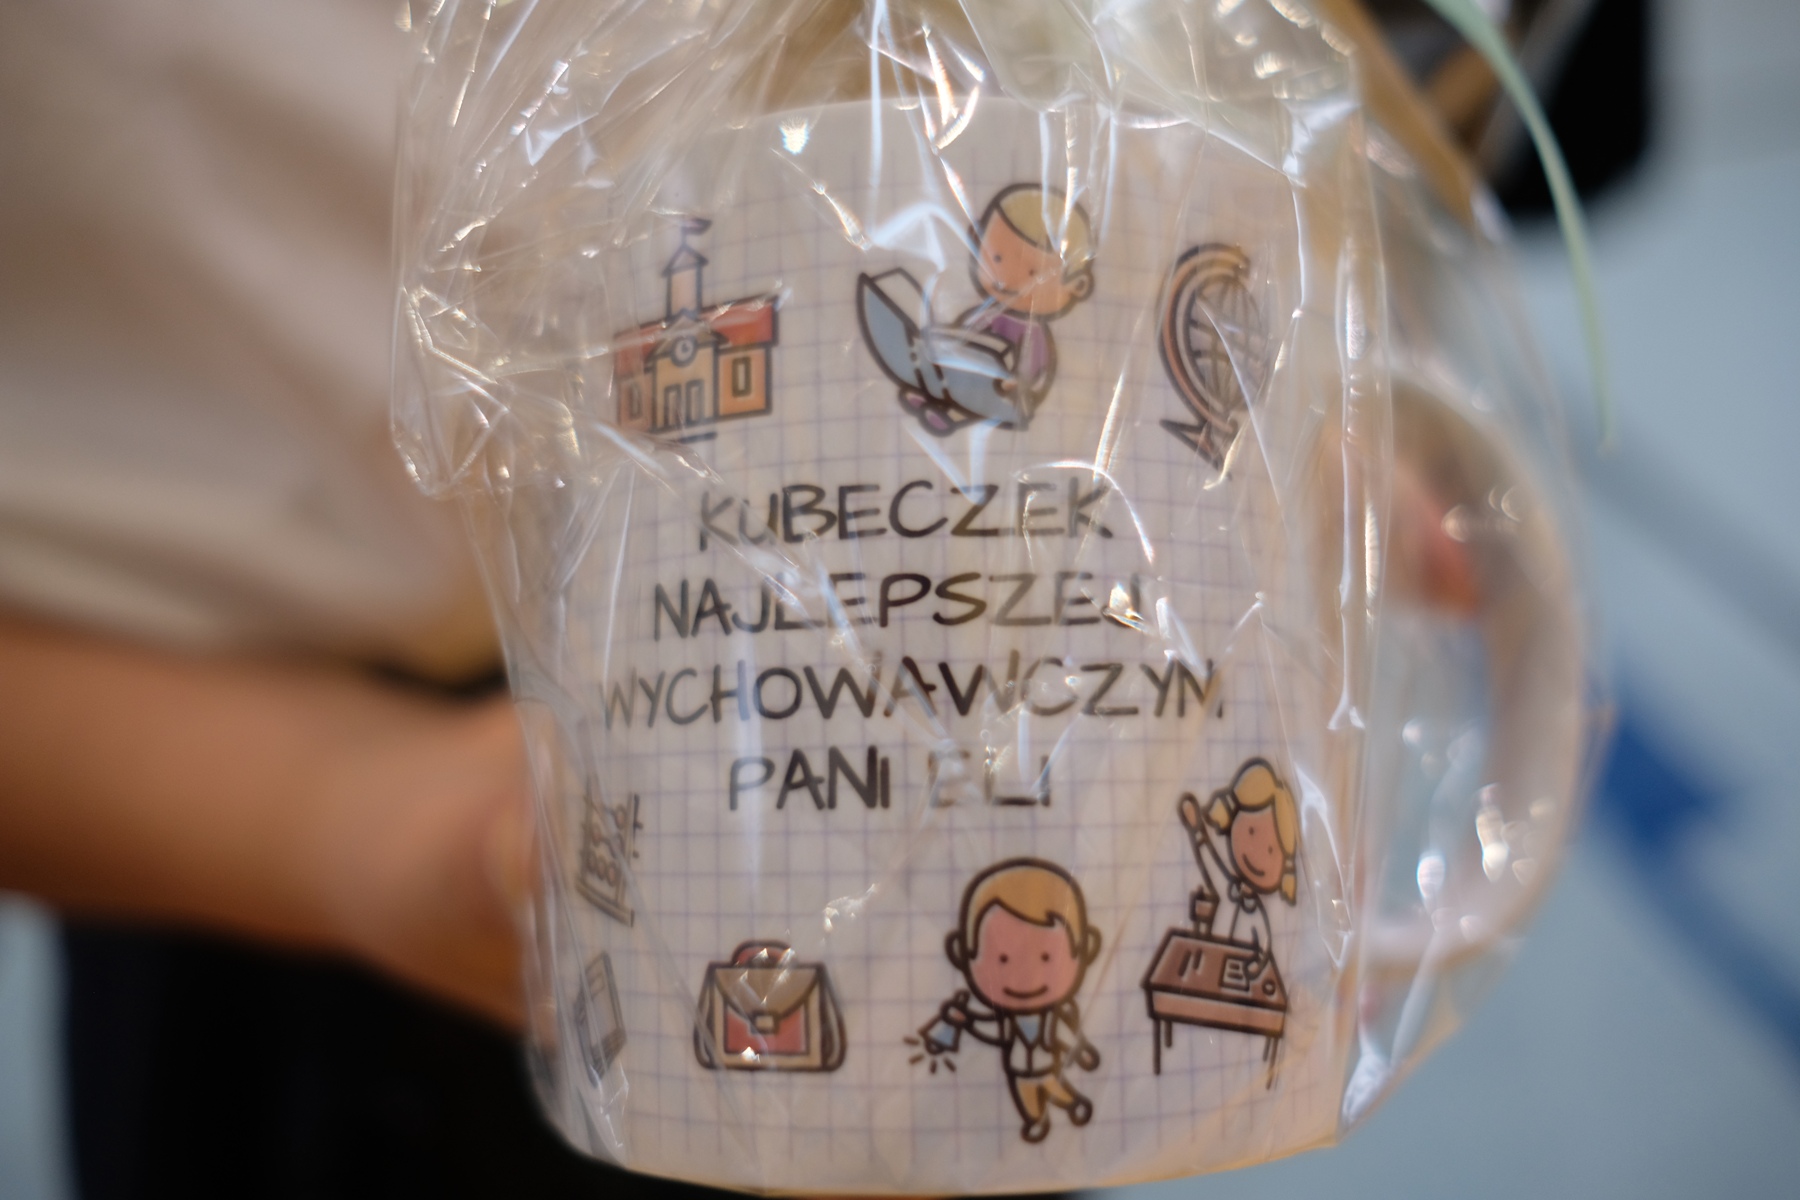 KUBECZEK
NAJLEPSZEJ
WYCHOWAWCZYNI
PANI ELI